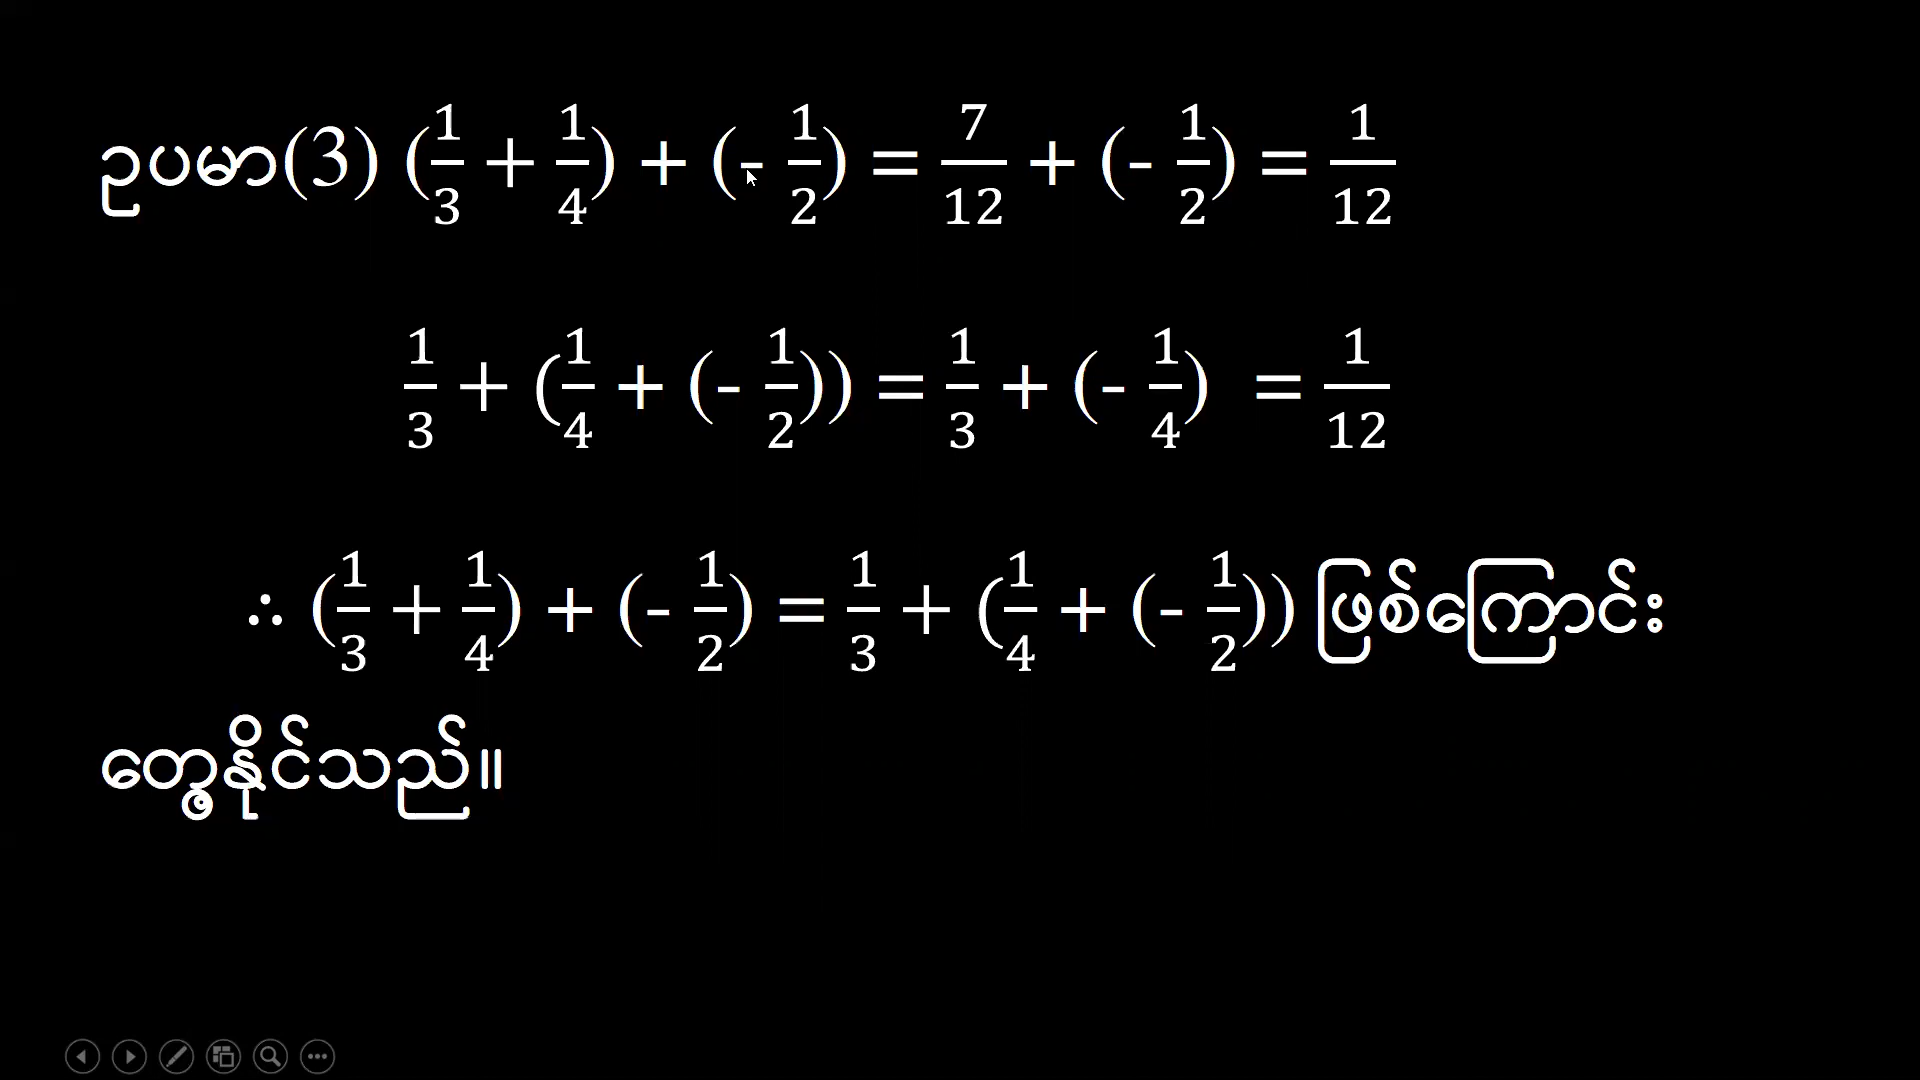 ဥပမာ(3) (1/3 + 1/4) + (- 1/2) = 7/12 + (- 1/2) = 1/12
1/3 + (1/4 + (- 1/2)) = 1/3 + (- 1/4) = 1/12
∴ (1/3 + 1/4) + (- 1/2) = 1/3 + (1/4 + (- 1/2)) ဖြစ်ကြောင်း
တွေ့နိုင်သည်။